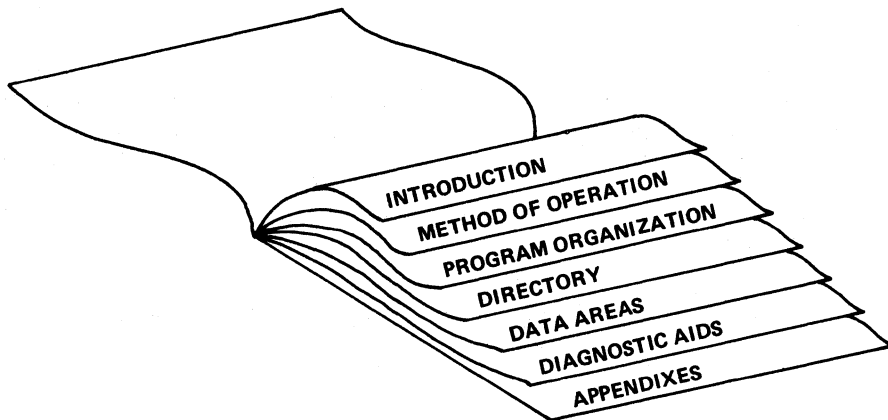 INTRODUCTION
METHOD OF OPERATION
PROGRAM ORGANIZATION
DIRECTORY
DATA AREAS
DIAGNOSTIC AIDS
APPENDIXES